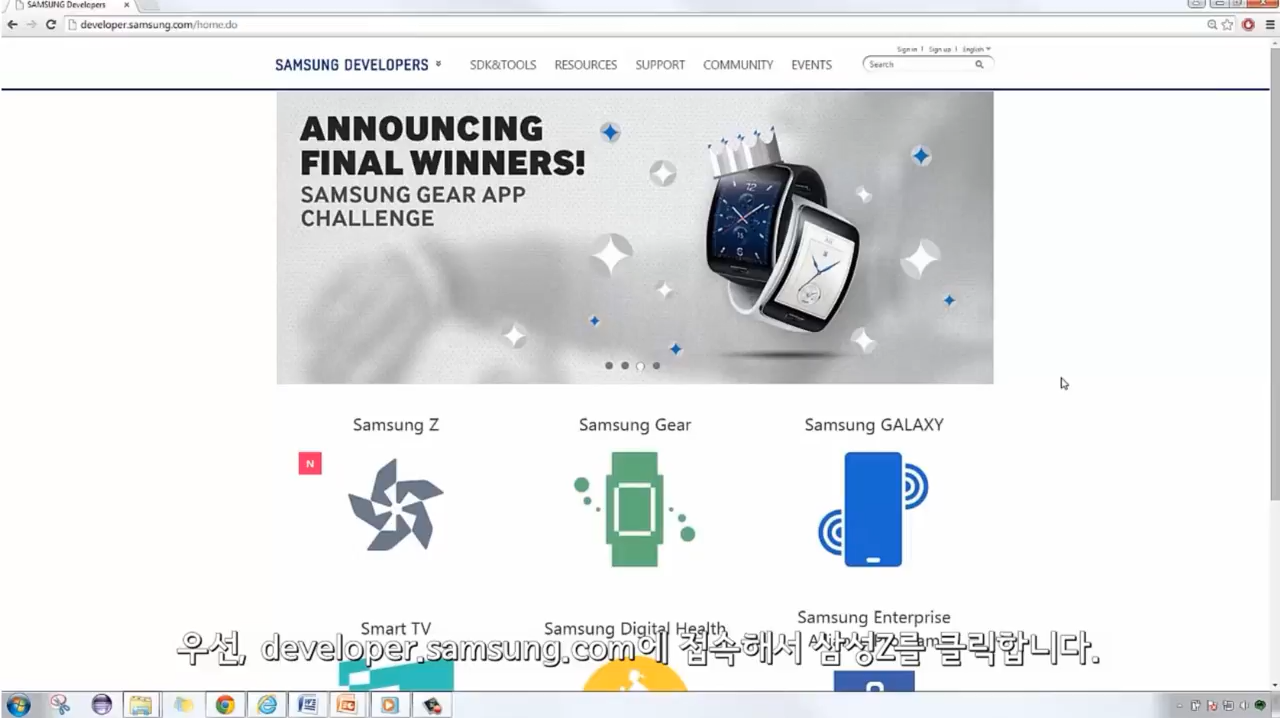 SAMSUNG Developers
developer.samsung.com/home.do
Sign in | Sign up | English
SAMSUNG DEVELOPERS
SDK&TOOLS RESOURCES SUPPORT COMMUNITY EVENTS
Search
ANNOUNCING
FINAL WINNERS!
SAMSUNG GEAR APP
CHALLENGE
Samsung Z Samsung Gear Samsung GALAXY
N
Smart TV Samsung Digital Health Samsung Enterprise
우선, developer.samsung.com에 접속해서 삼성Z를 클릭합니다.